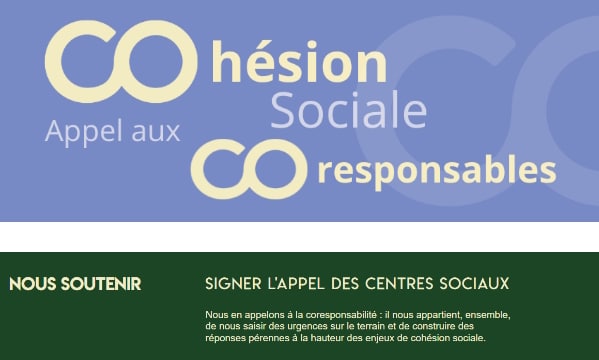 COhésion
Sociale
Appel aux
COresponsables
NOUS SOUTENIR
SIGNER L'APPEL DES CENTRES SOCIAUX
Nous en appelons à la coresponsabilité : il nous appartient, ensemble,
de nous saisir des urgences sur le terrain et de construire des
réponses pérennes à la hauteur des enjeux de cohésion sociale.